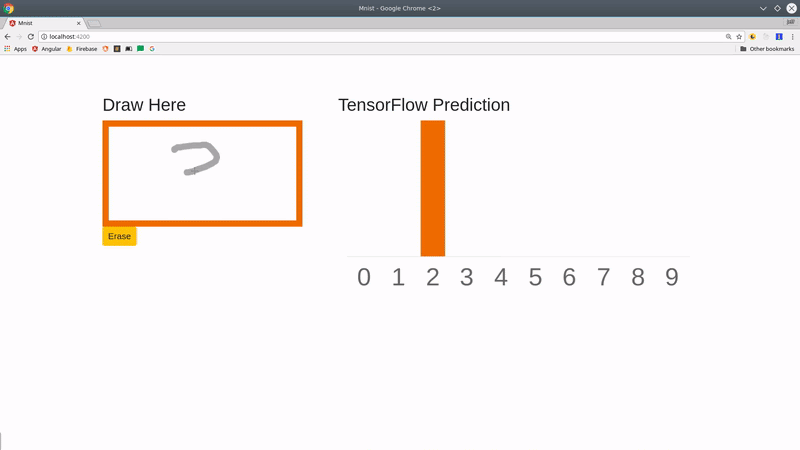 Mnist - Google Chrome <2>
Mnist
localhost:4200
Apps Angular Firebase Other bookmarks
Draw Here
TensorFlow Prediction
Erase
0 1 2 3 4 5 6 7 8 9